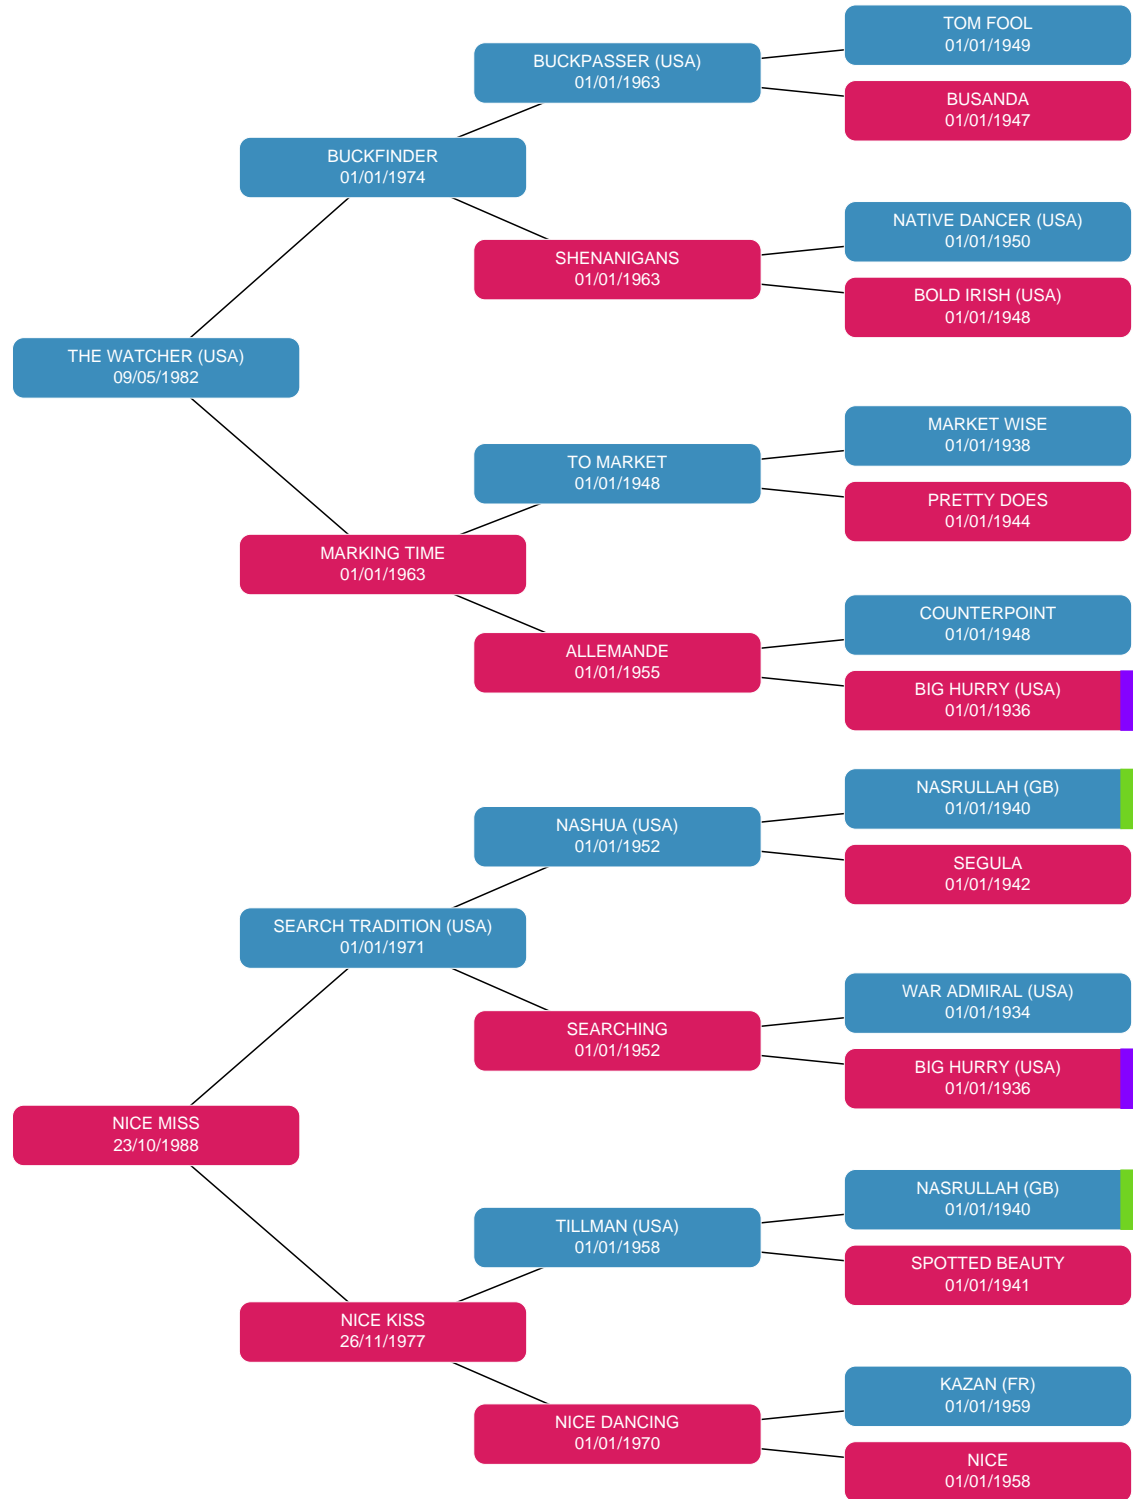 TOM FOOL
01/01/1949
BUCKPASSER (USA)
01/01/1963
BUSANDA
01/01/1947
BUCKFINDER
01/01/1974
NATIVE DANCER (USA)
01/01/1950
SHENANIGANS
01/01/1963
BOLD IRISH (USA)
01/01/1948
THE WATCHER (USA)
09/05/1982
MARKET WISE
01/01/1938
TO MARKET
01/01/1948
PRETTY DOES
01/01/1944
MARKING TIME
01/01/1963
COUNTERPOINT
01/01/1948
ALLEMANDE
01/01/1955
BIG HURRY (USA)
01/01/1936
NASRULLAH (GB)
01/01/1940
NASHUA (USA)
01/01/1952
SEGULA
01/01/1942
SEARCH TRADITION (USA)
01/01/1971
WAR ADMIRAL (USA)
01/01/1934
SEARCHING
01/01/1952
BIG HURRY (USA)
01/01/1936
NICE MISS
23/10/1988
NASRULLAH (GB)
01/01/1940
TILLMAN (USA)
01/01/1958
SPOTTED BEAUTY
01/01/1941
NICE KISS
26/11/1977
KAZAN (FR)
01/01/1959
NICE DANCING
01/01/1970
NICE
01/01/1958